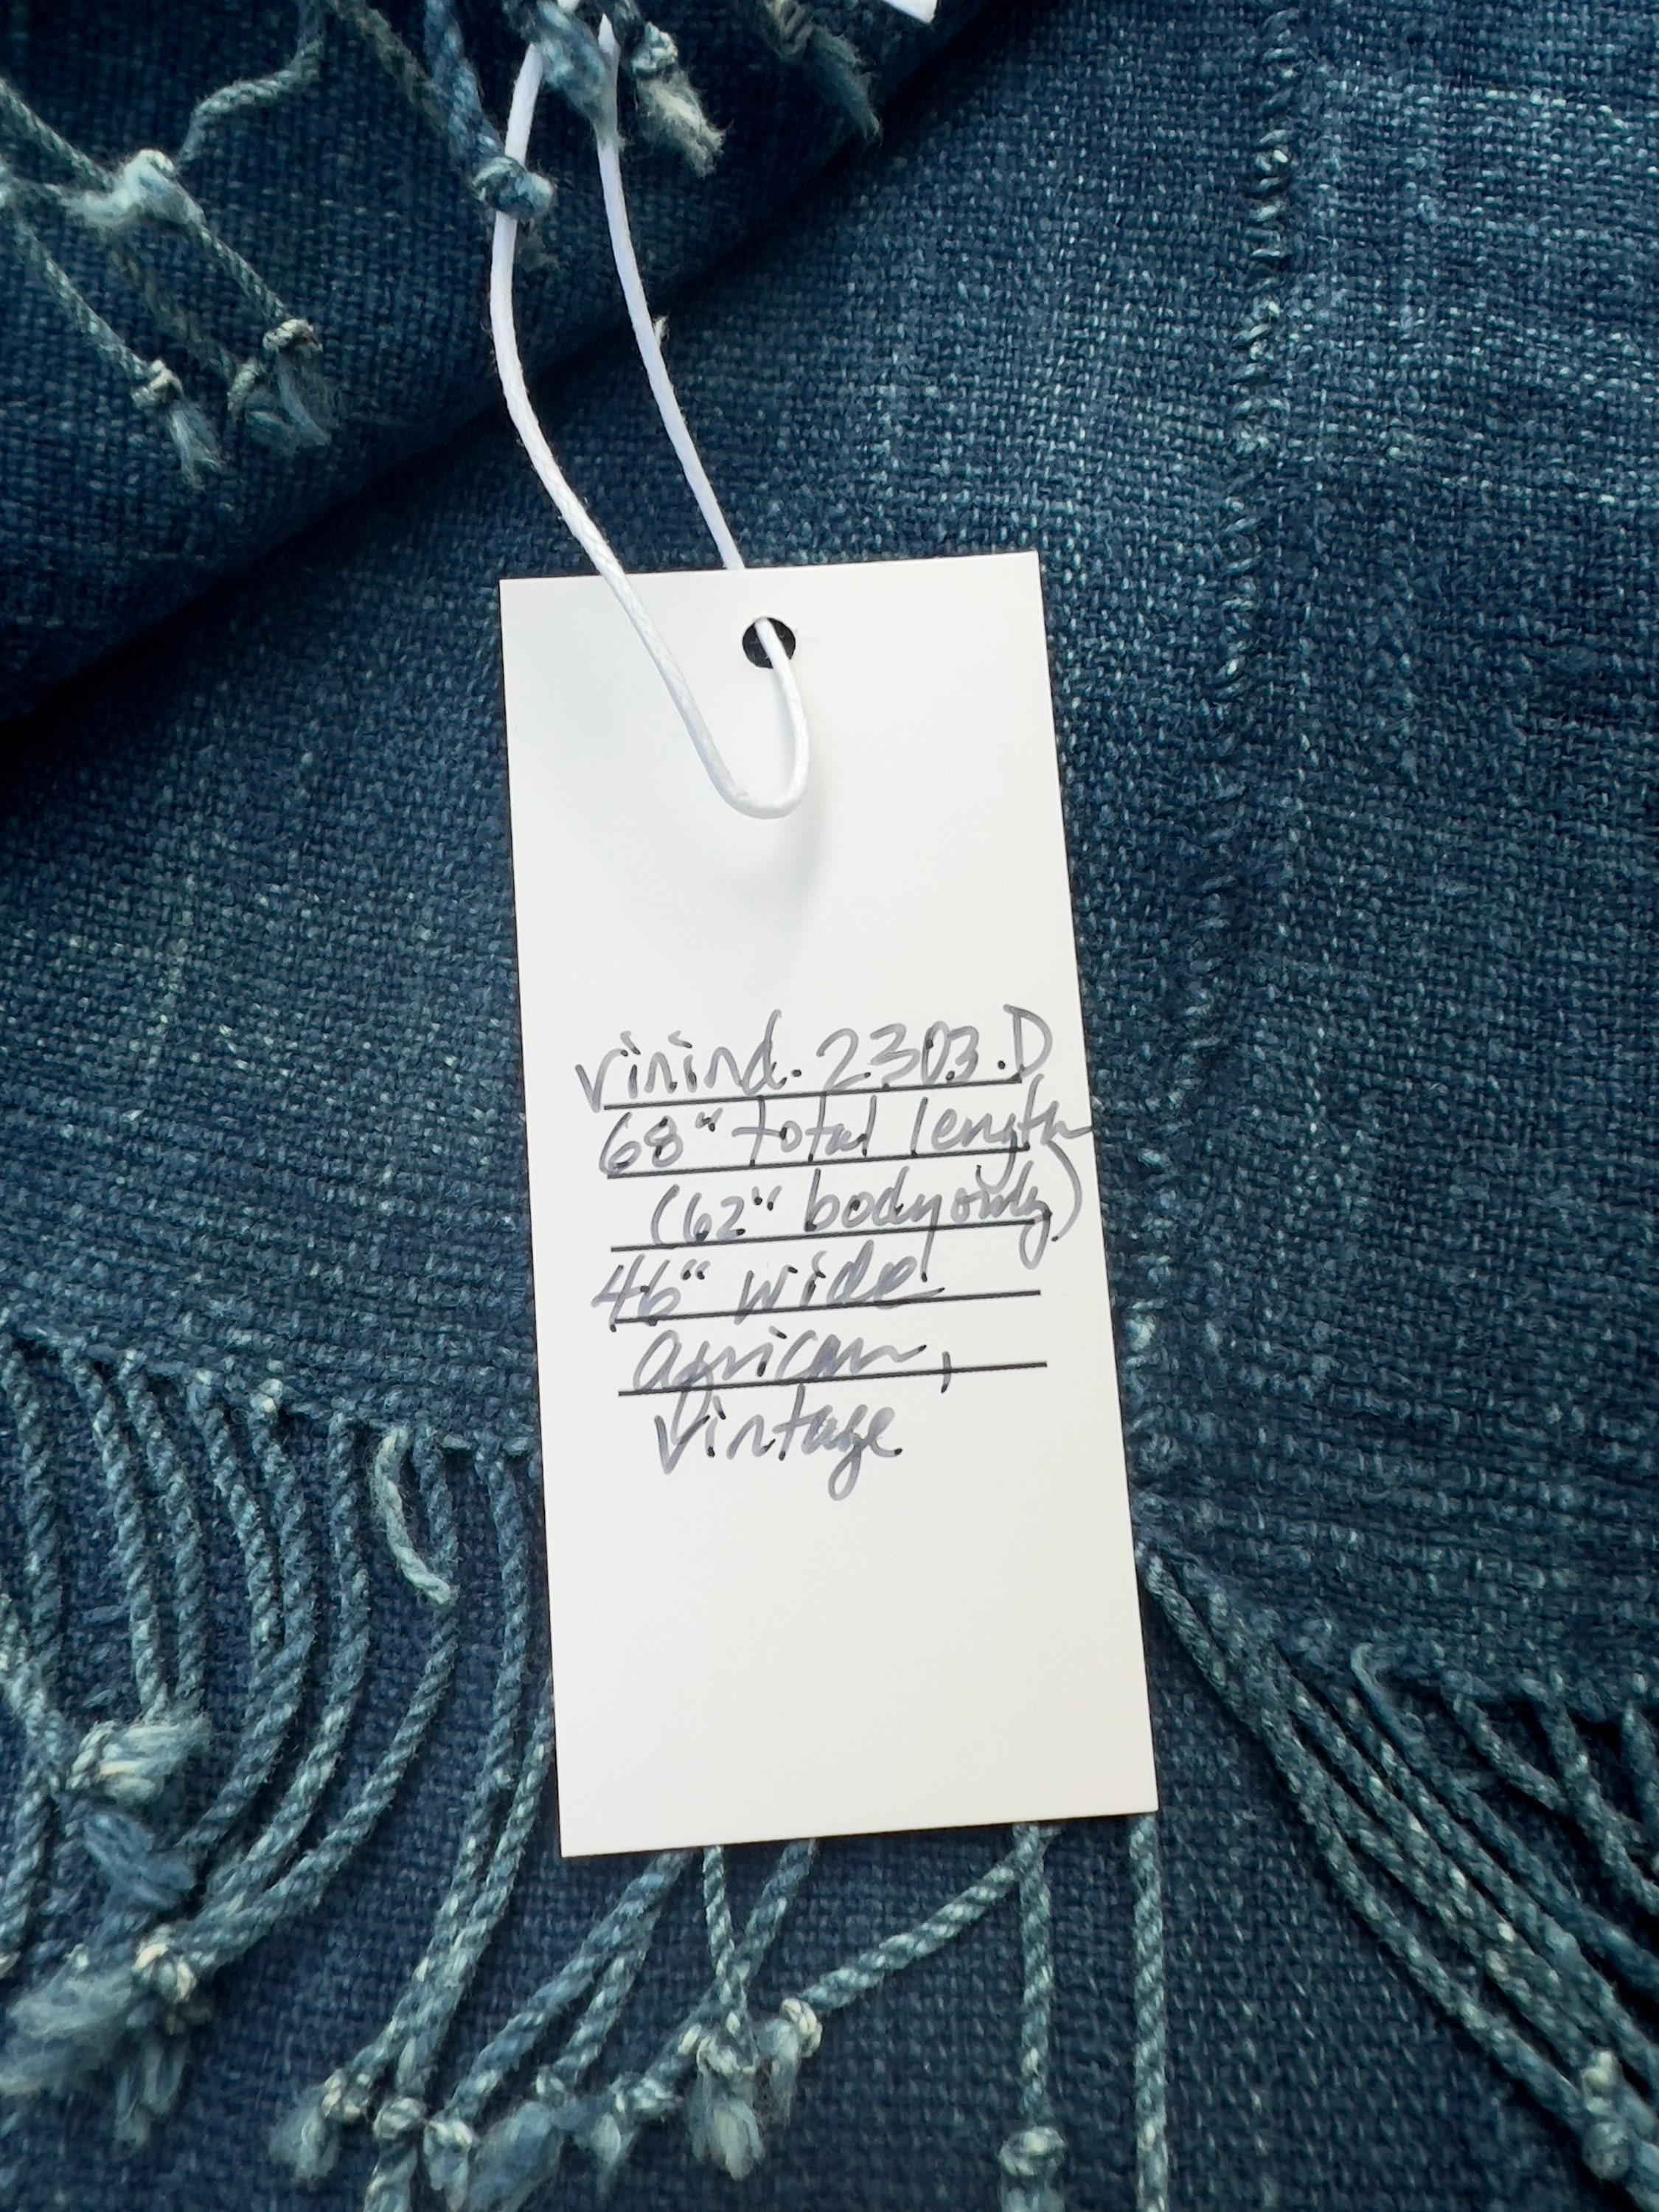 vinind. 2303.D
68" total length
(62" body only)
46" wide
african,
vintage